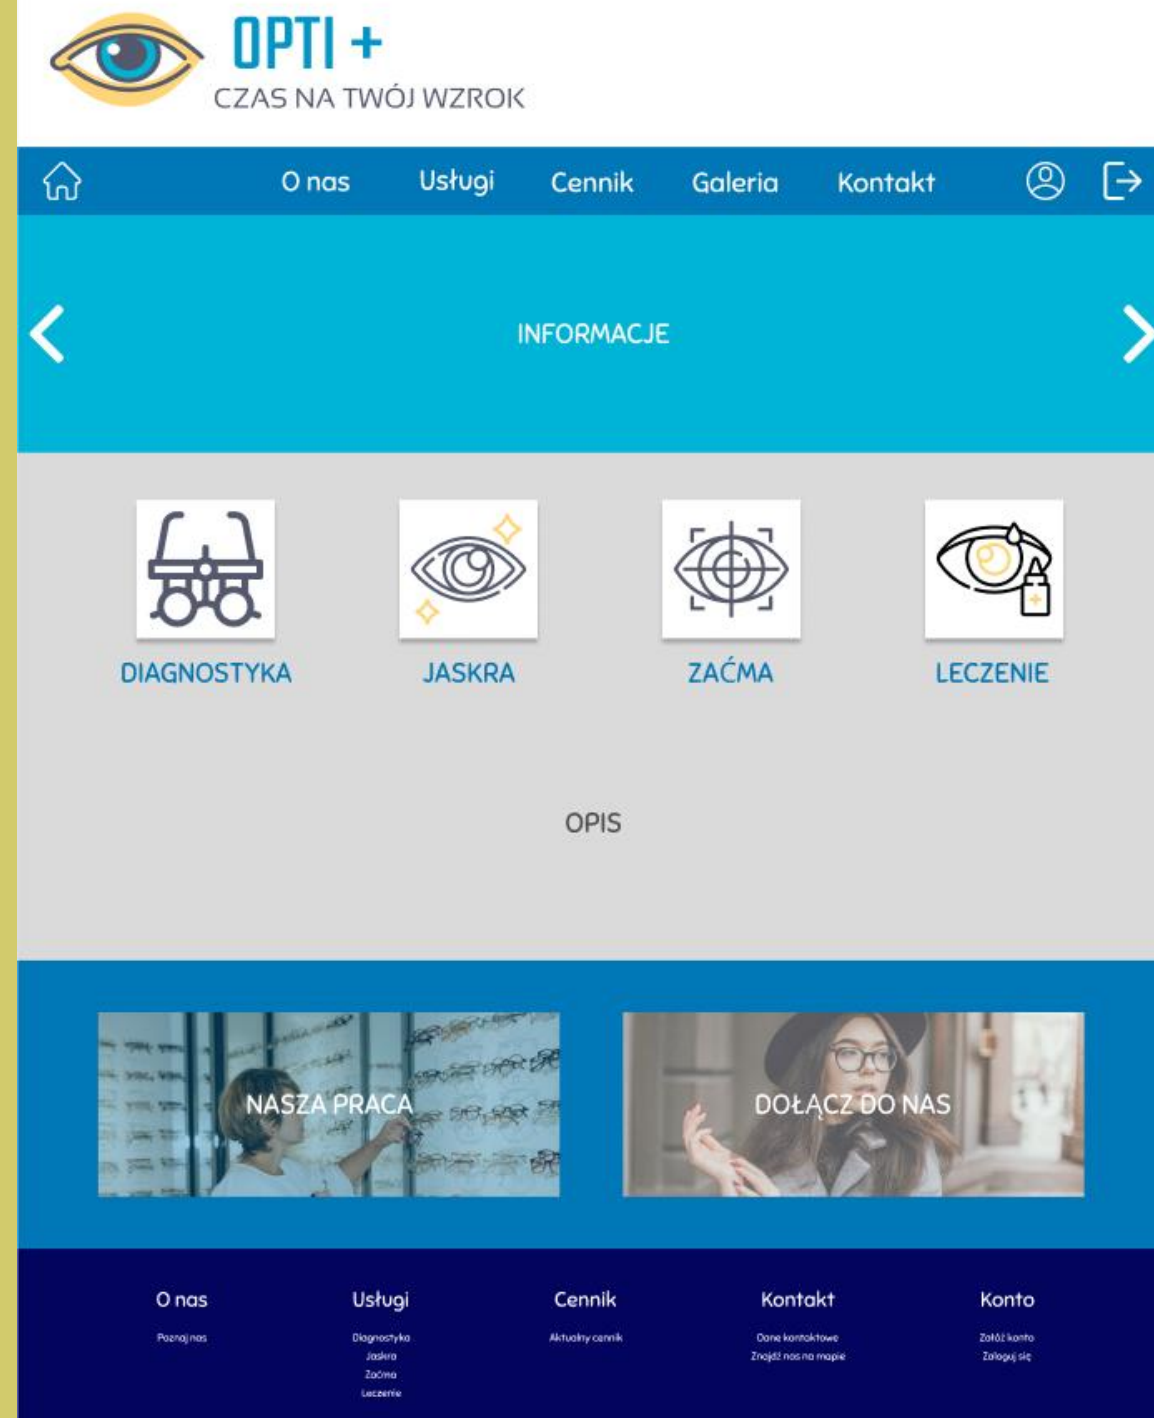 OPTI +
CZAS NA TWÓJ WZROK
O nas Usługi Cennik Galeria Kontakt
INFORMACJE
DIAGNOSTYKA JASKRA ZAĆMA LECZENIE
OPIS
NASZA PRACA DOŁĄCZ DO NAS
O nas Usługi Cennik Kontakt Konto
Poznaj nas Diagnostyka Aktualny cennik Dane kontaktowe Załóż konto
Jaskra Znajdź nas na mapie Zaloguj się
Zaćma
Leczenie